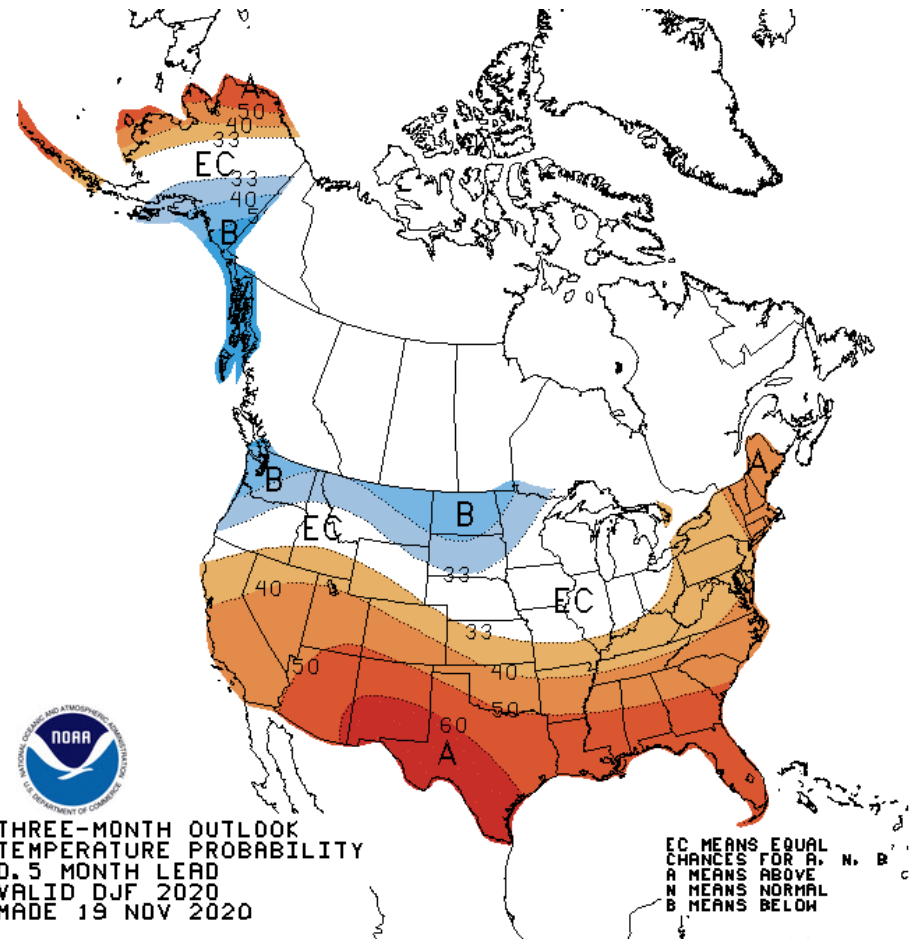 A
50
40
33
EC
33
40
5
B
B
B
EC
A
33
EC
40
33
50
40
50
60
A
NATIONAL OCEANIC AND ATMOSPHERIC ADMINISTRATION
NOAA
U.S. DEPARTMENT OF COMMERCE
THREE-MONTH OUTLOOK
TEMPERATURE PROBABILITY
0.5 MONTH LEAD
VALID DJF 2020
MADE 19 NOV 2020
EC MEANS EQUAL
CHANCES FOR A, N, B
A MEANS ABOVE
N MEANS NORMAL
B MEANS BELOW